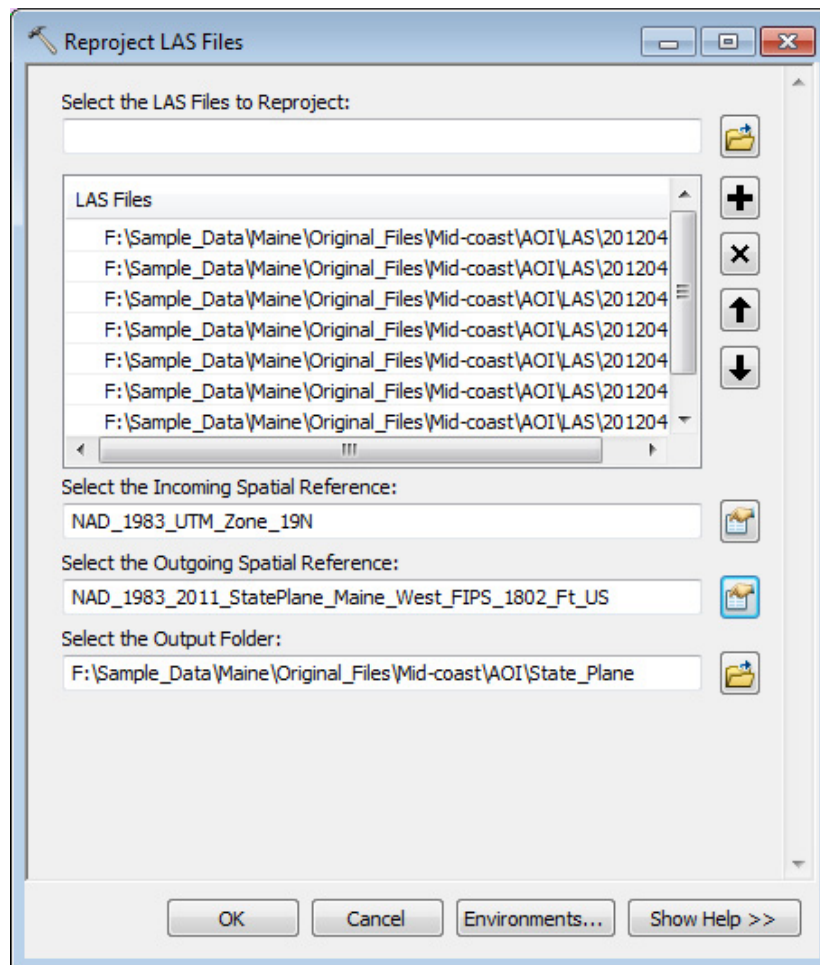 Reproject LAS Files
Select the LAS Files to Reproject:
LAS Files
F:\Sample_Data\Maine\Original_Files\Mid-coast\AOI\LAS\201204
F:\Sample_Data\Maine\Original_Files\Mid-coast\AOI\LAS\201204
F:\Sample_Data\Maine\Original_Files\Mid-coast\AOI\LAS\201204
F:\Sample_Data\Maine\Original_Files\Mid-coast\AOI\LAS\201204
F:\Sample_Data\Maine\Original_Files\Mid-coast\AOI\LAS\201204
F:\Sample_Data\Maine\Original_Files\Mid-coast\AOI\LAS\201204
F:\Sample_Data\Maine\Original_Files\Mid-coast\AOI\LAS\201204
Select the Incoming Spatial Reference:
NAD_1983_UTM_Zone_19N
Select the Outgoing Spatial Reference:
NAD_1983_2011_StatePlane_Maine_West_FIPS_1802_Ft_US
Select the Output Folder:
F:\Sample_Data\Maine\Original_Files\Mid-coast\AOI\State_Plane
OK Cancel Environments... Show Help >>